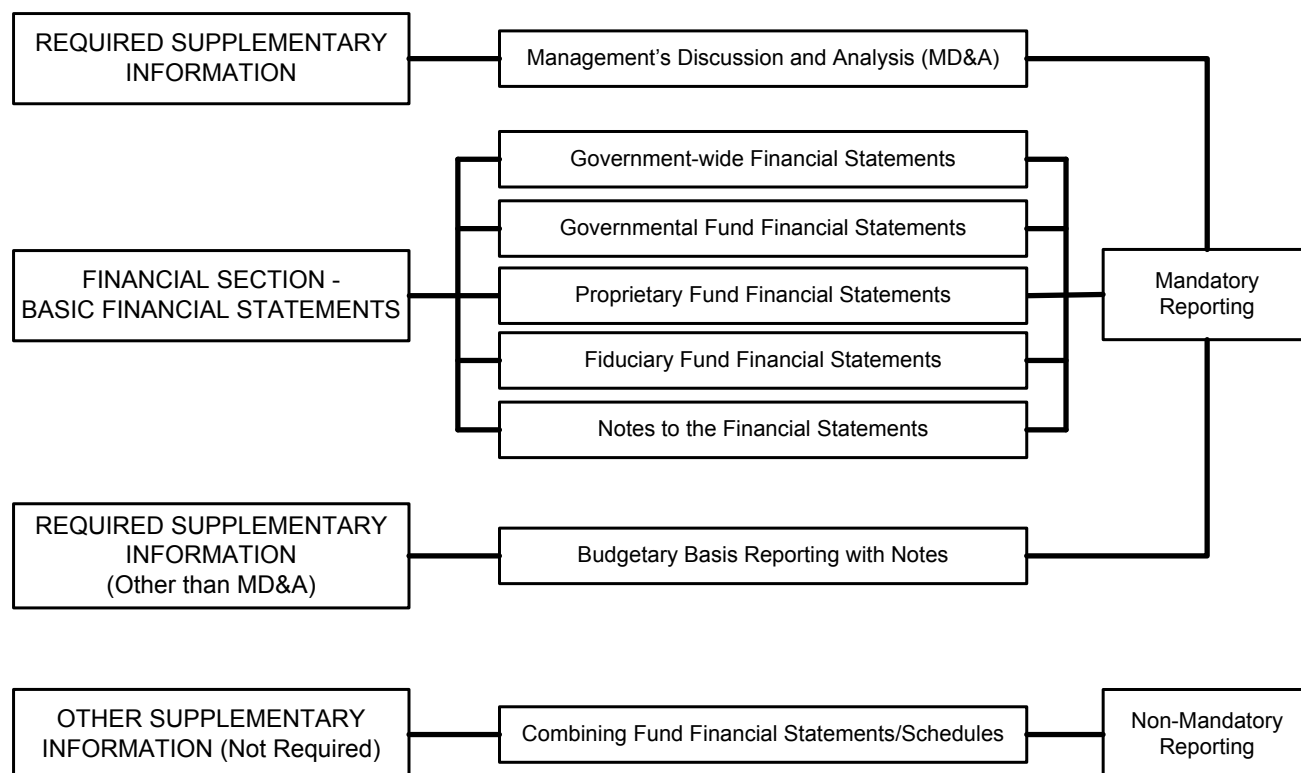 REQUIRED SUPPLEMENTARY
INFORMATION
Management’s Discussion and Analysis (MD&A)
Government-wide Financial Statements
Governmental Fund Financial Statements
FINANCIAL SECTION -
BASIC FINANCIAL STATEMENTS
Proprietary Fund Financial Statements
Mandatory
Reporting
Fiduciary Fund Financial Statements
Notes to the Financial Statements
REQUIRED SUPPLEMENTARY
INFORMATION
(Other than MD&A)
Budgetary Basis Reporting with Notes
OTHER SUPPLEMENTARY
INFORMATION (Not Required)
Combining Fund Financial Statements/Schedules
Non-Mandatory
Reporting